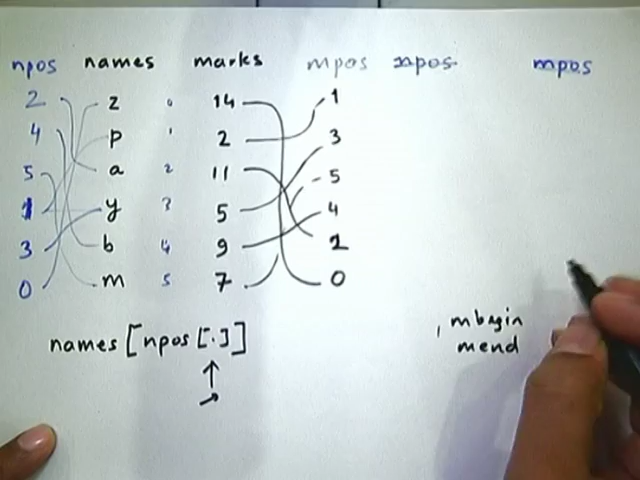 npos names marks mpos npos mpos
2 z 0 14 1
4 p 1 2 3
5 a 2 11 5
1 y 3 5 4
3 b 4 9 2
0 m 5 7 0
names [npos [.]] , mbegin
mend